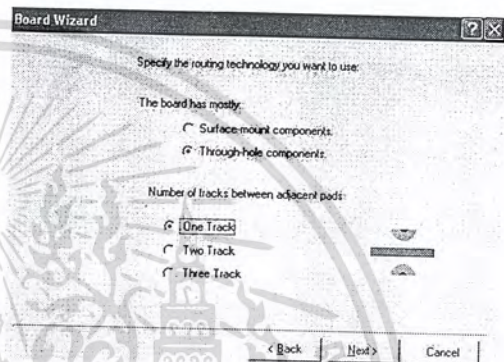 Board Wizard
Specify the routing technology you want to use:
The board has mostly:
Surface-mount components.
Through-hole components.
Number of tracks between adjacent pads:
One Track
Two Track
Three Track
< Back Next > Cancel